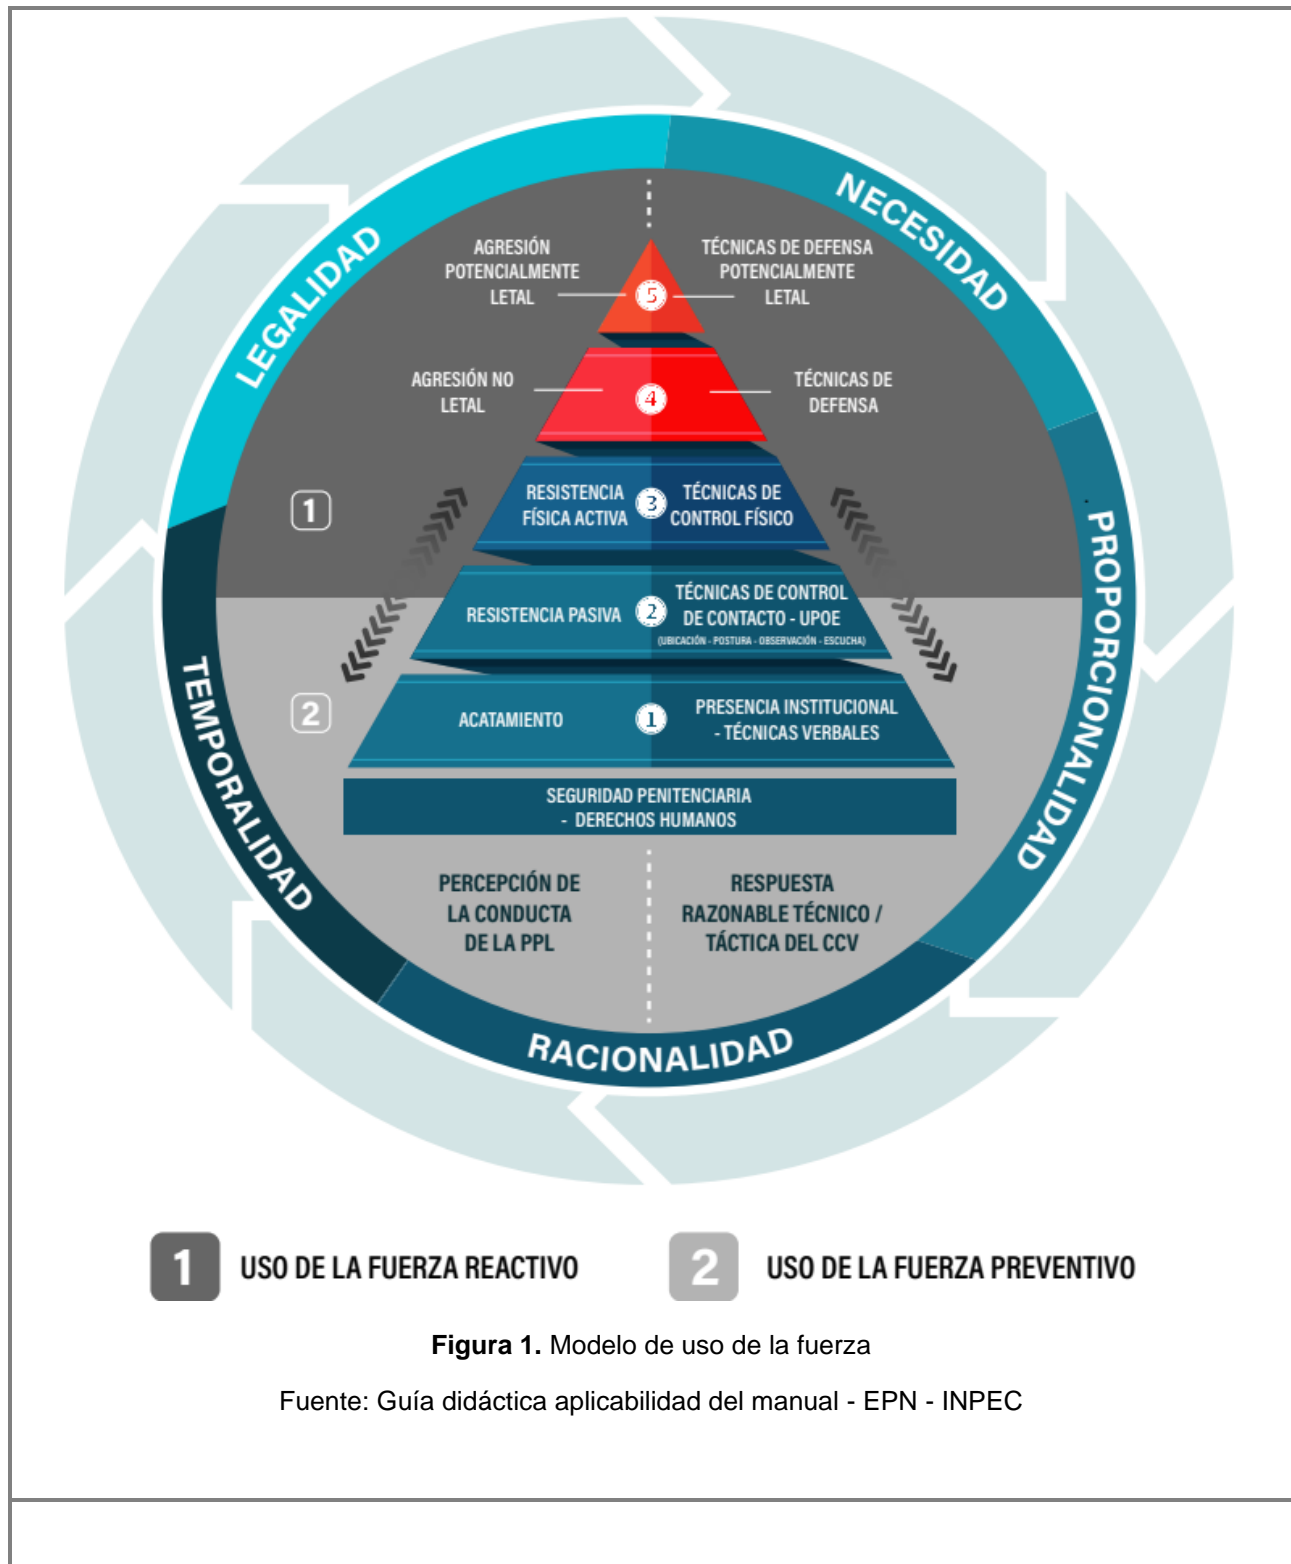 LEGALIDAD
NECESIDAD
PROPORCIONALIDAD
RACIONALIDAD
TEMPORALIDAD
AGRESIÓN
POTENCIALMENTE
LETAL
5
TÉCNICAS DE DEFENSA
POTENCIALMENTE
LETAL
AGRESIÓN NO
LETAL
4
TÉCNICAS DE
DEFENSA
1
RESISTENCIA
FÍSICA ACTIVA
3
TÉCNICAS DE
CONTROL FÍSICO
RESISTENCIA PASIVA
2
TÉCNICAS DE CONTROL
DE CONTACTO - UPOE
(UBICACIÓN - POSTURA - OBSERVACIÓN - ESCUCHA)
2
ACATAMIENTO
1
PRESENCIA INSTITUCIONAL
- TÉCNICAS VERBALES
SEGURIDAD PENITENCIARIA
- DERECHOS HUMANOS
PERCEPCIÓN DE
LA CONDUCTA
DE LA PPL
RESPUESTA
RAZONABLE TÉCNICO /
TÁCTICA DEL CCV
1 USO DE LA FUERZA REACTIVO
2 USO DE LA FUERZA PREVENTIVO
Figura 1. Modelo de uso de la fuerza
Fuente: Guía didáctica aplicabilidad del manual - EPN - INPEC